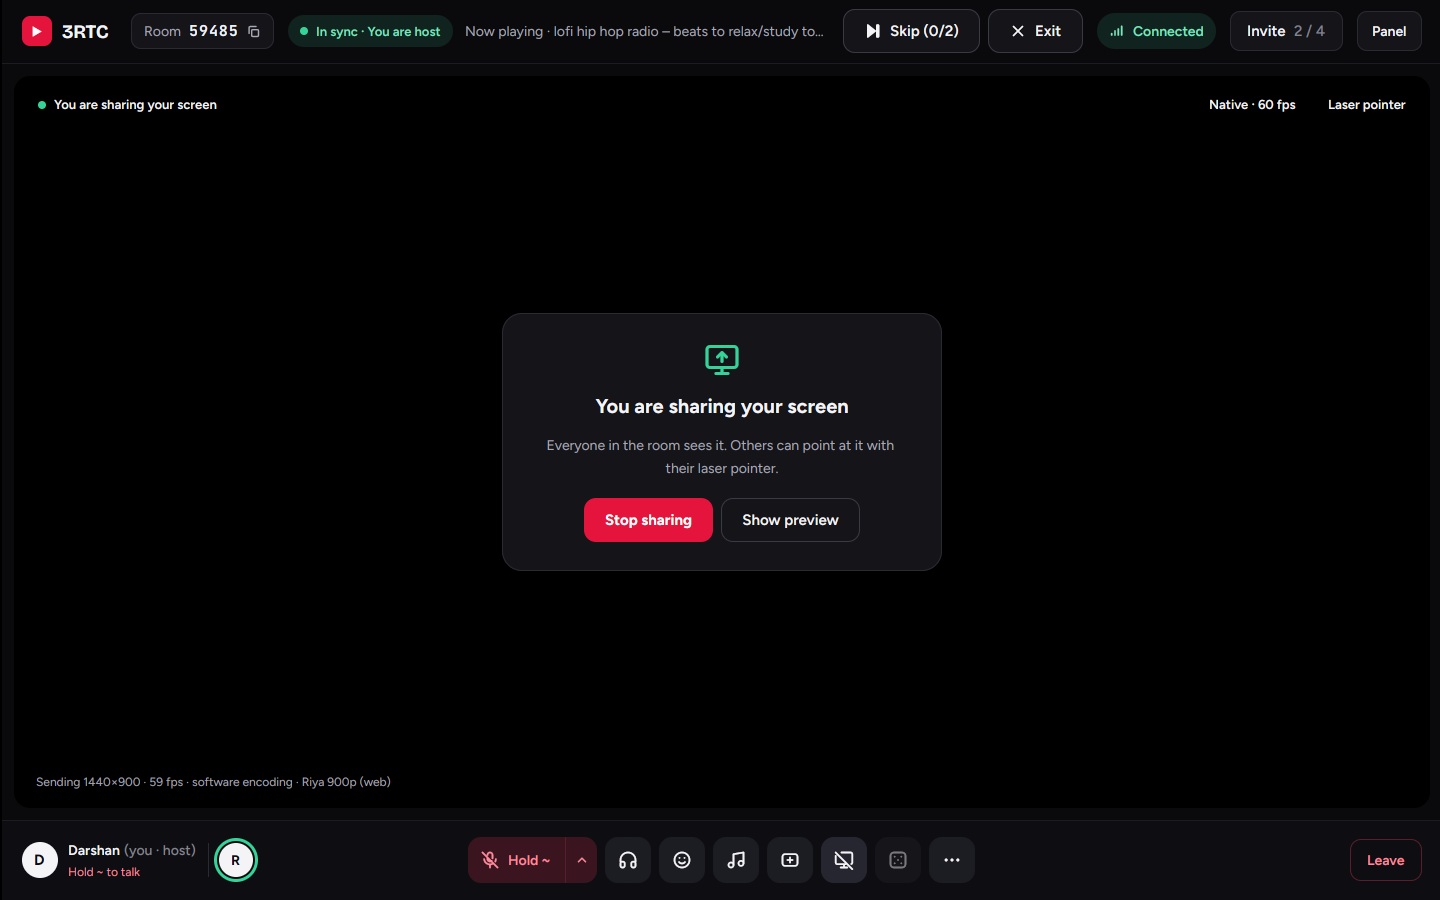 3RTC
Room 59485
In sync · You are host
Now playing · lofi hip hop radio – beats to relax/study to...
Skip (0/2)
Exit
Connected
Invite 2 / 4
Panel
You are sharing your screen
Native · 60 fps
Laser pointer
You are sharing your screen
Everyone in the room sees it. Others can point at it with
their laser pointer.
Stop sharing
Show preview
Sending 1440×900 · 59 fps · software encoding · Riya 900p (web)
D
Darshan (you · host)
Hold ~ to talk
R
Hold ~
Leave